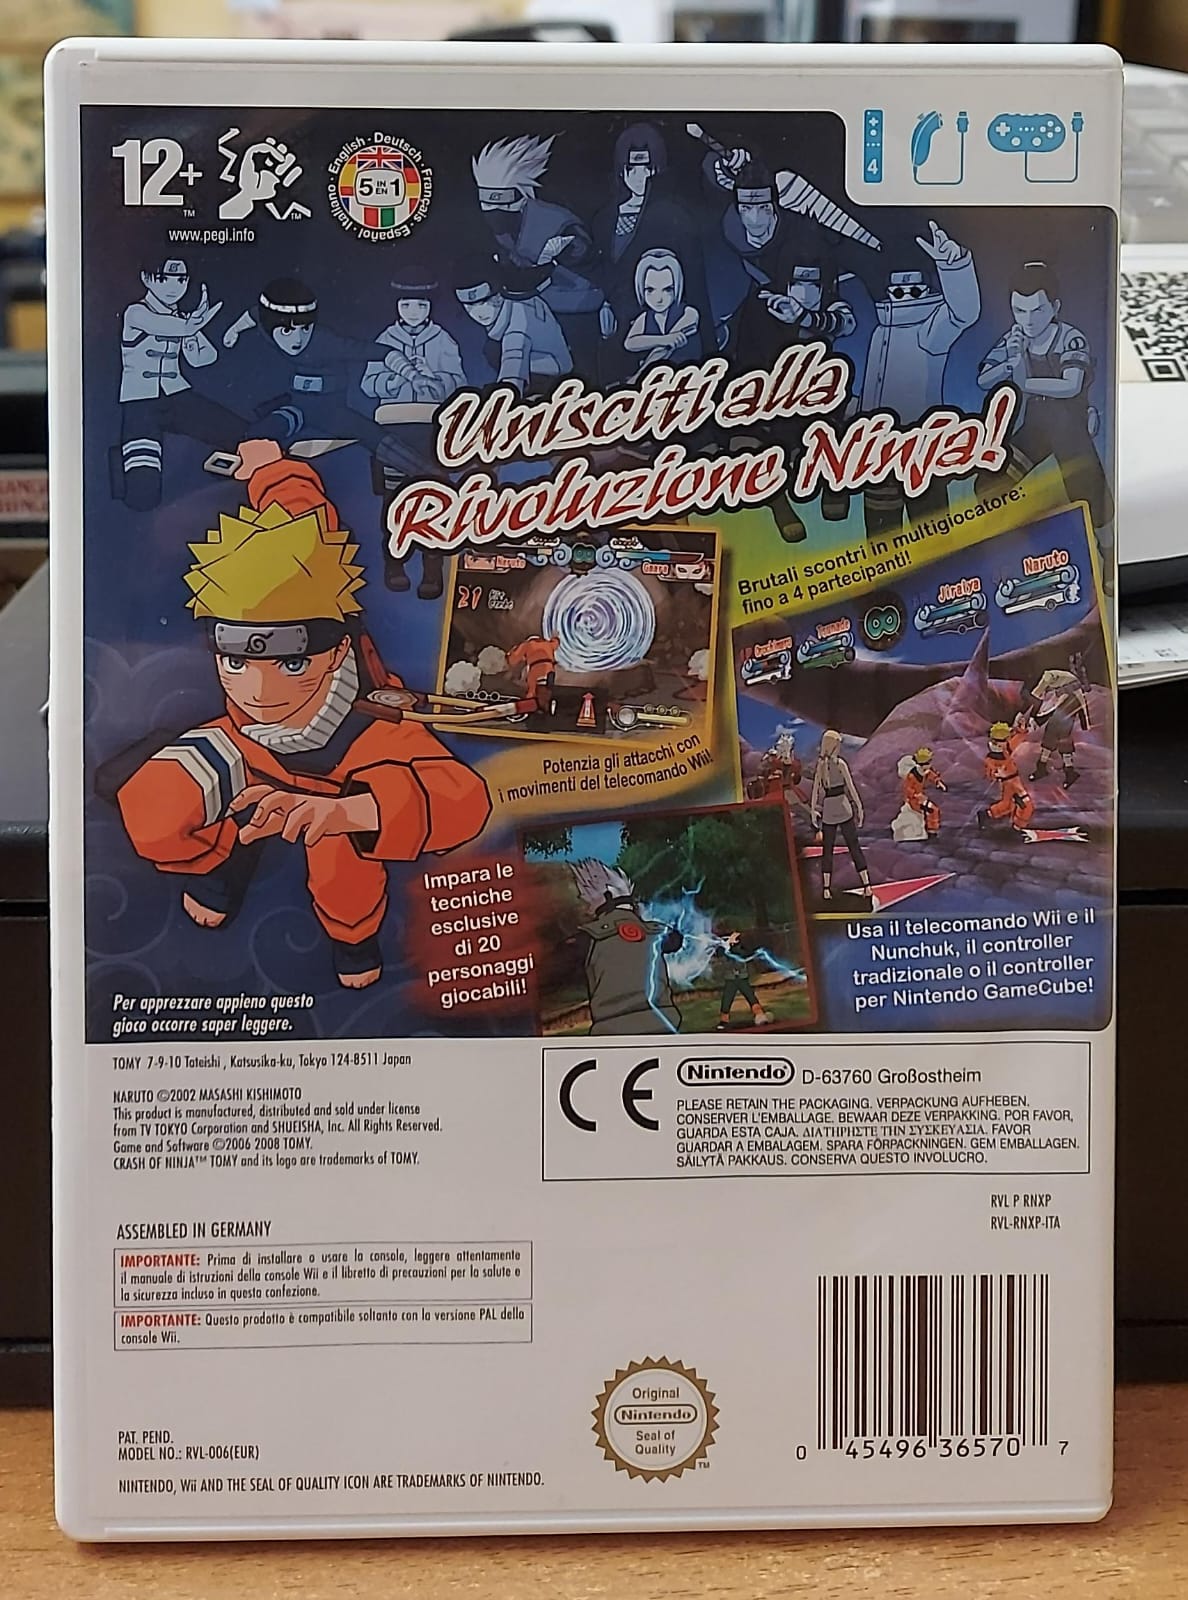 12+
TM
TM
www.pegi.info
English · Deutsch · Français · Español · Italiano
5 IN EN 1
4
Unisciti alla
Rivoluzione Ninja!
Naruto
Gaara
21
Potenzia gli attacchi con
i movimenti del telecomando Wii!
Brutali scontri in multigiocatore:
fino a 4 partecipanti!
Orochimaru
Tsunade
Jiraiya
Naruto
Impara le
tecniche
esclusive
di 20
personaggi
giocabili!
Usa il telecomando Wii e il
Nunchuk, il controller
tradizionale o il controller
per Nintendo GameCube!
Per apprezzare appieno questo
gioco occorre saper leggere.
TOMY 7-9-10 Tateishi , Katsusika-ku, Tokyo 124-8511 Japan
NARUTO ©2002 MASASHI KISHIMOTO
This product is manufactured, distributed and sold under license
from TV TOKYO Corporation and SHUEISHA, Inc. All Rights Reserved.
Game and Software ©2006 2008 TOMY.
CRASH OF NINJA™ TOMY and its logo are trademarks of TOMY.
CE
Nintendo® D-63760 Großostheim
PLEASE RETAIN THE PACKAGING. VERPACKUNG AUFHEBEN.
CONSERVER L'EMBALLAGE. BEWAAR DEZE VERPAKKING. POR FAVOR,
GUARDA ESTA CAJA. ΔΙΑΤΗΡΗΣΤΕ ΤΗΝ ΣΥΣΚΕΥΑΣΙΑ. FAVOR
GUARDAR A EMBALAGEM. SPARA FÖRPACKNINGEN. GEM EMBALLAGEN.
SÄILYTÄ PAKKAUS. CONSERVA QUESTO INVOLUCRO.
RVL P RNXP
RVL-RNXP-ITA
ASSEMBLED IN GERMANY
IMPORTANTE: Prima di installare o usare la console, leggere attentamente
il manuale di istruzioni della console Wii e il libretto di precauzioni per la salute e
la sicurezza incluso in questa confezione.
IMPORTANTE: Questo prodotto è compatibile soltanto con la versione PAL della
console Wii.
Original
Nintendo®
Seal of
Quality
TM
0 45496 36570 7
PAT. PEND.
MODEL NO.: RVL-006(EUR)
NINTENDO, Wii AND THE SEAL OF QUALITY ICON ARE TRADEMARKS OF NINTENDO.